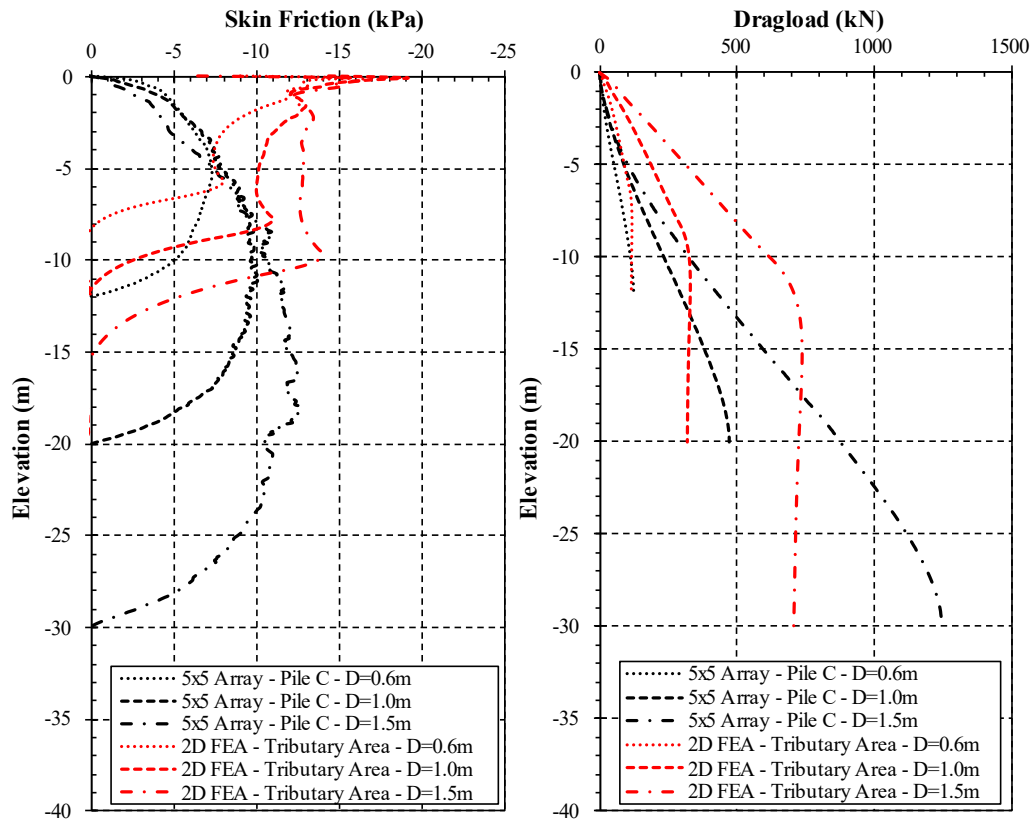 Skin Friction (kPa)
0 -5 -10 -15 -20 -25
Elevation (m)
0
-5
-10
-15
-20
-25
-30
-35
-40
5x5 Array - Pile C - D=0.6m
5x5 Array - Pile C - D=1.0m
5x5 Array - Pile C - D=1.5m
2D FEA - Tributary Area - D=0.6m
2D FEA - Tributary Area - D=1.0m
2D FEA - Tributary Area - D=1.5m
Dragload (kN)
0 500 1000 1500
Elevation (m)
0
-5
-10
-15
-20
-25
-30
-35
-40
5x5 Array - Pile C - D=0.6m
5x5 Array - Pile C - D=1.0m
5x5 Array - Pile C - D=1.5m
2D FEA - Tributary Area - D=0.6m
2D FEA - Tributary Area - D=1.0m
2D FEA - Tributary Area - D=1.5m